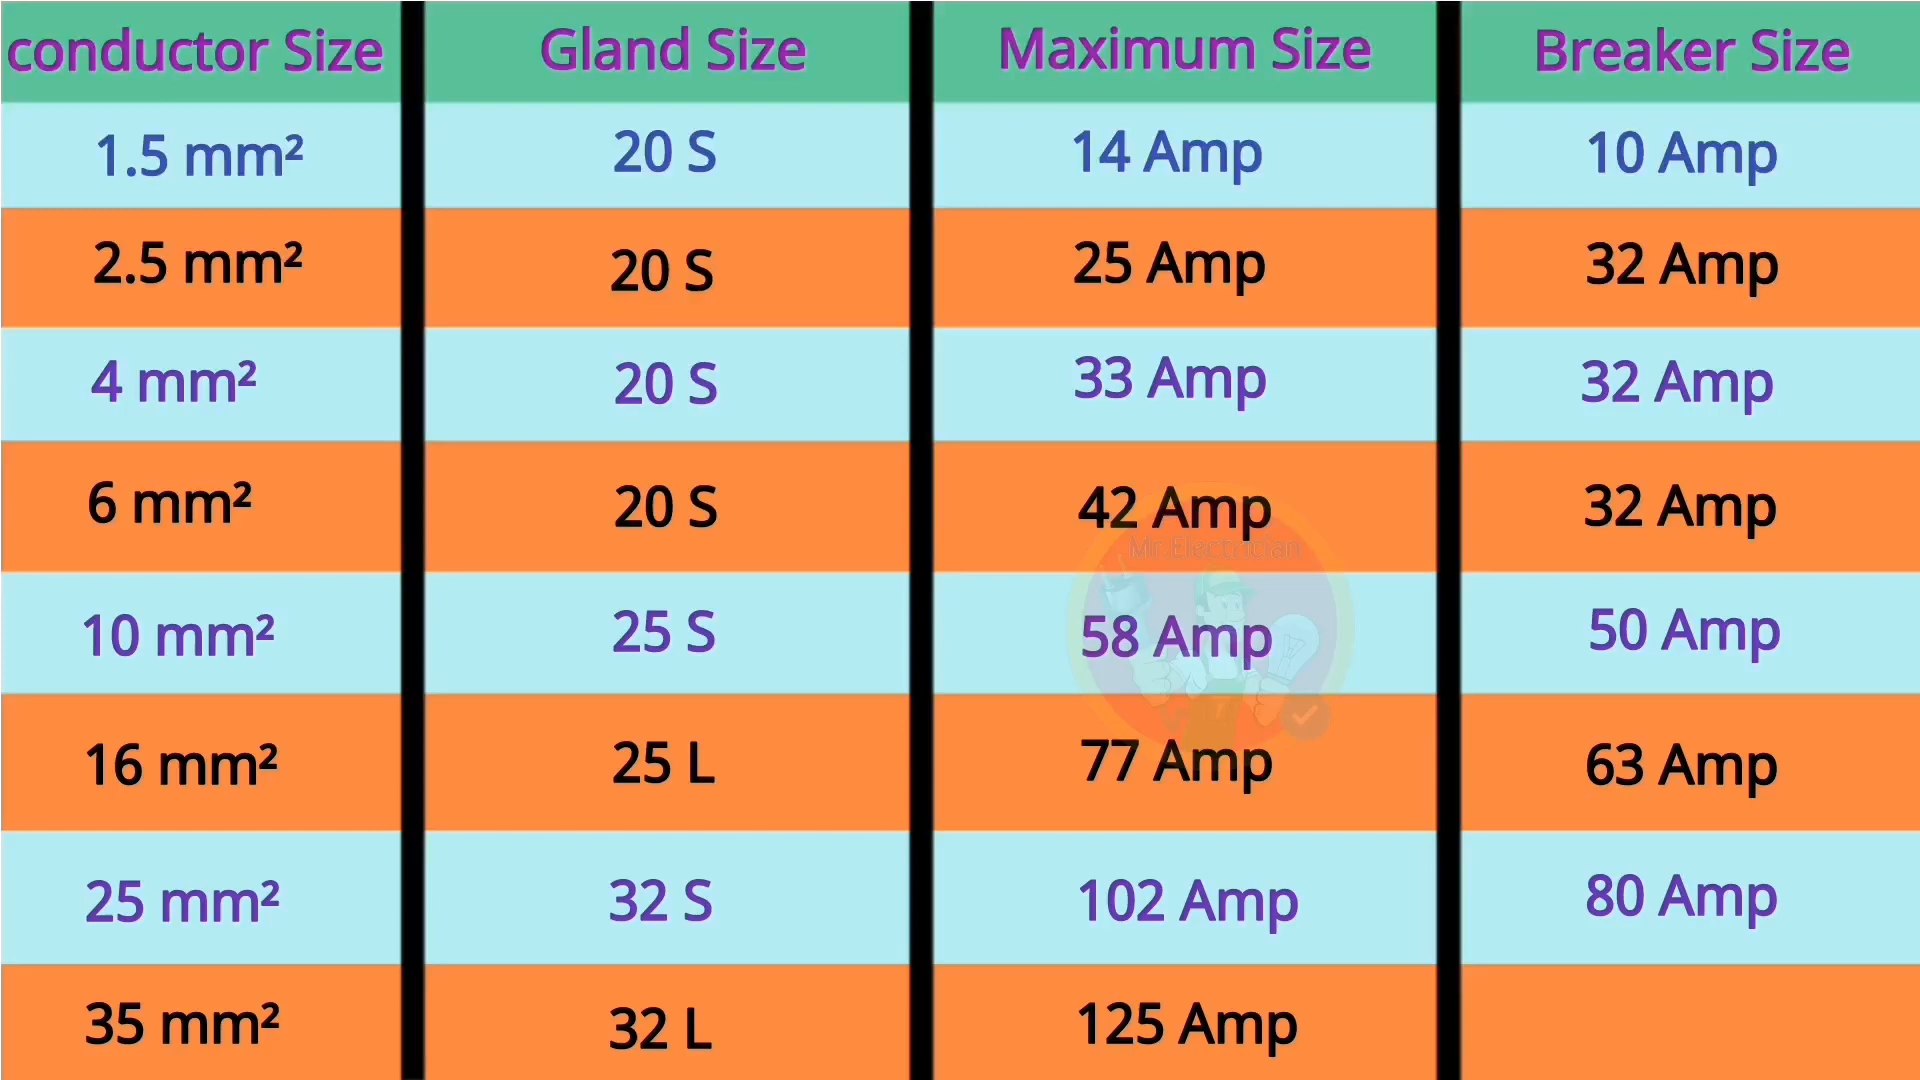 conductor Size Gland Size Maximum Size Breaker Size
1.5 mm² 20 S 14 Amp 10 Amp
2.5 mm² 20 S 25 Amp 32 Amp
4 mm² 20 S 33 Amp 32 Amp
6 mm² 20 S 42 Amp 32 Amp
Mr.Electrician
10 mm² 25 S 58 Amp 50 Amp
16 mm² 25 L 77 Amp 63 Amp
25 mm² 32 S 102 Amp 80 Amp
35 mm² 32 L 125 Amp